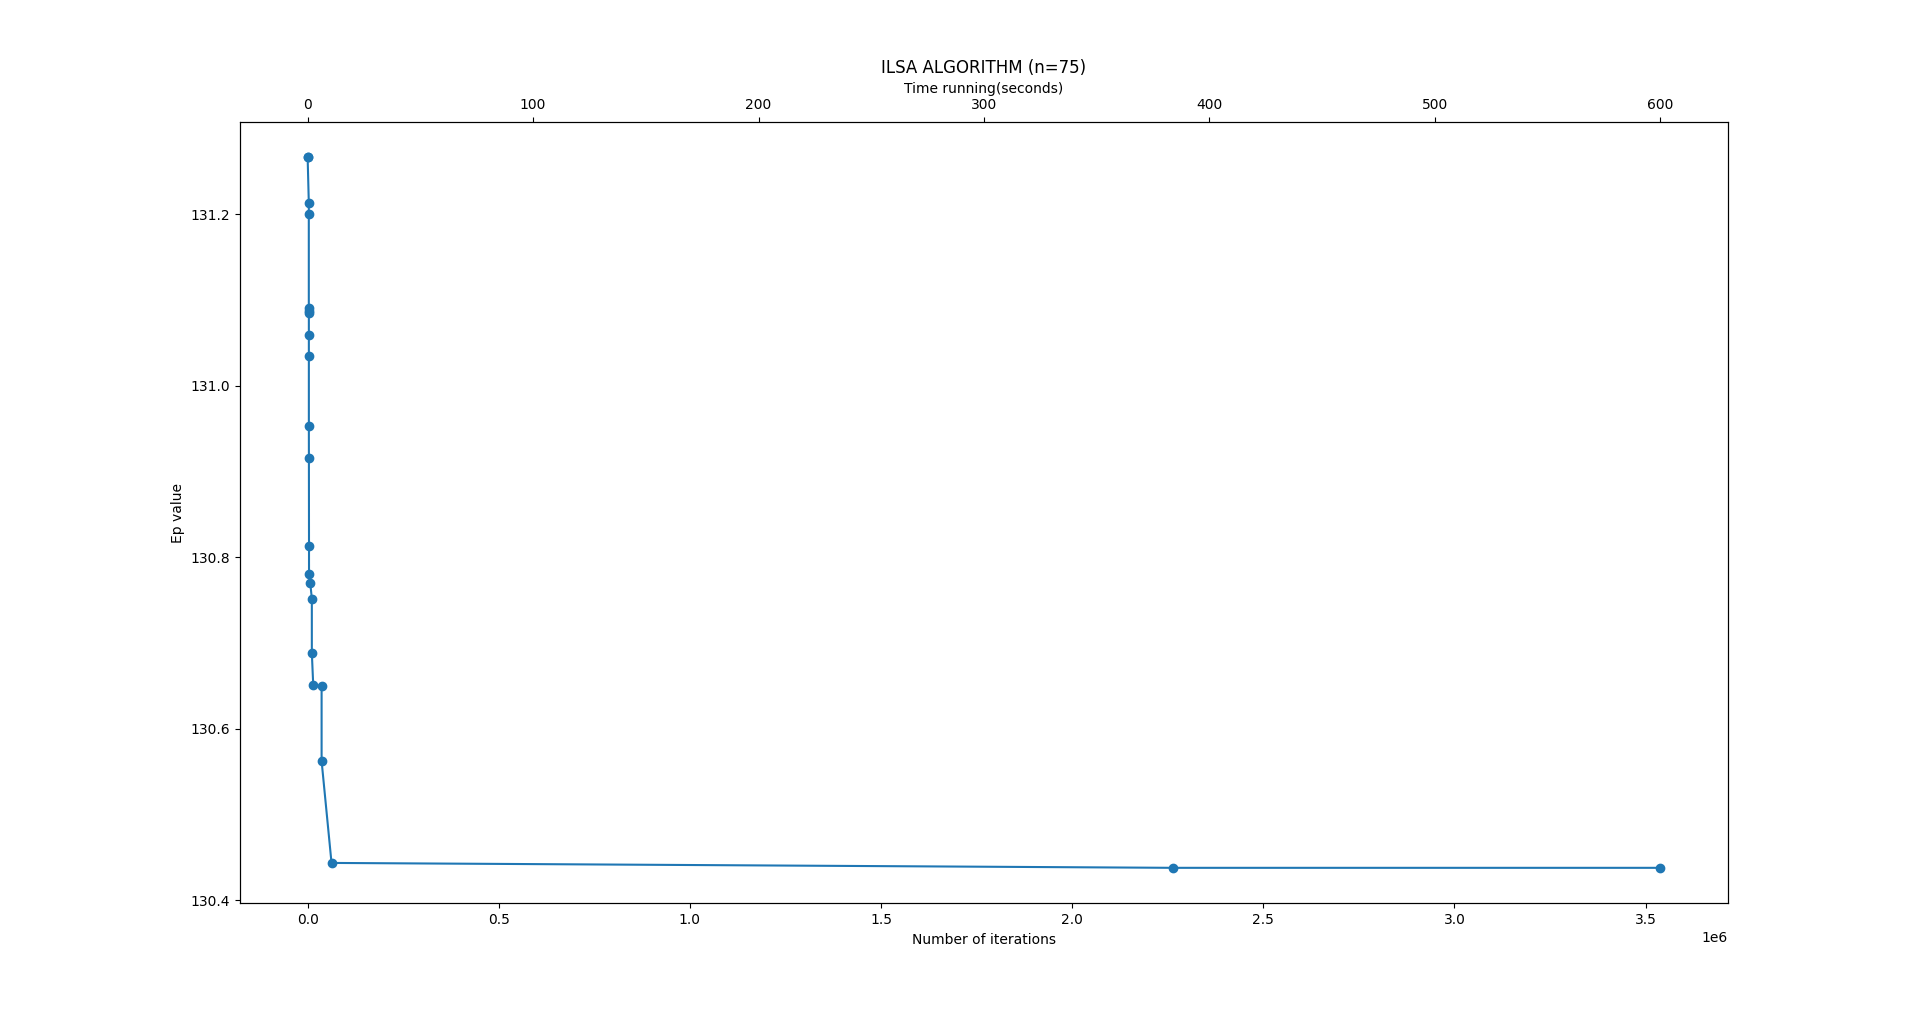 ILSA ALGORITHM (n=75)
Time running(seconds)
0 100 200 300 400 500 600
131.2
131.0
130.8
130.6
130.4
Ep value
0.0 0.5 1.0 1.5 2.0 2.5 3.0 3.5
1e6
Number of iterations